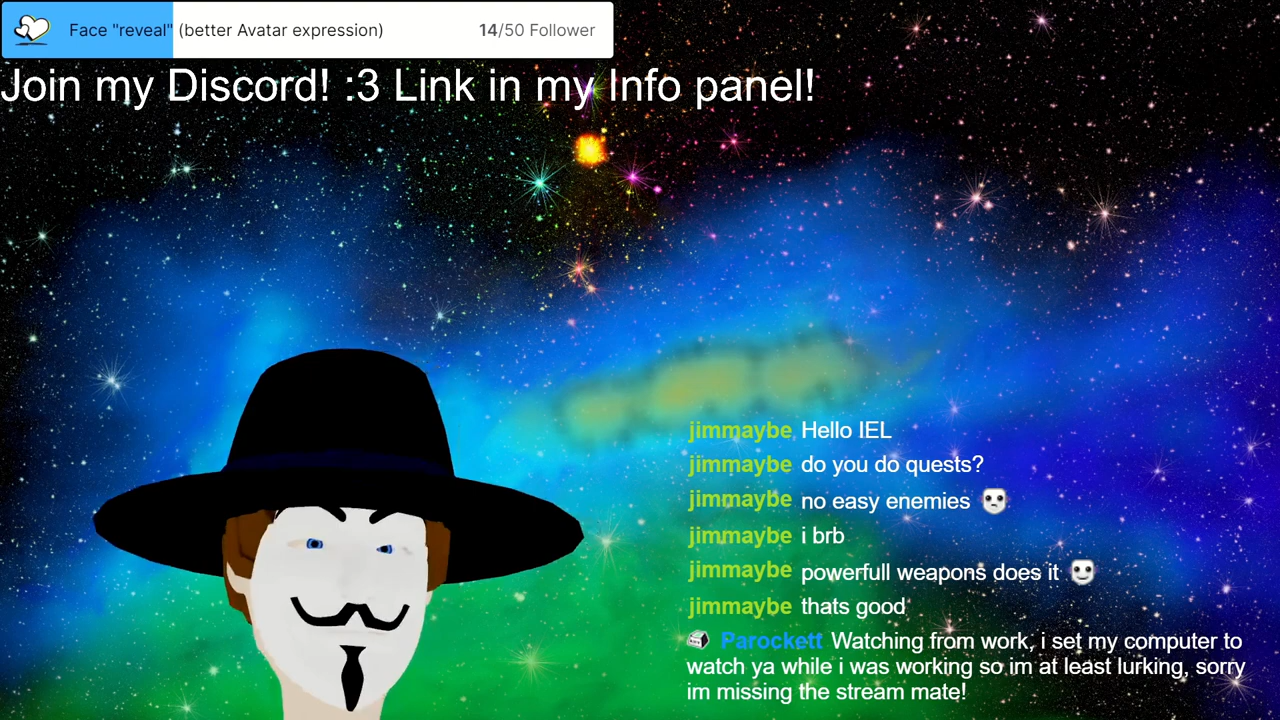 Face "reveal" (better Avatar expression) 14/50 Follower
Join my Discord! :3 Link in my Info panel!
jimmaybe Hello IEL
jimmaybe do you do quests?
jimmaybe no easy enemies
jimmaybe i brb
jimmaybe powerfull weapons does it
jimmaybe thats good
Parockett Watching from work, i set my computer to
watch ya while i was working so im at least lurking, sorry
im missing the stream mate!